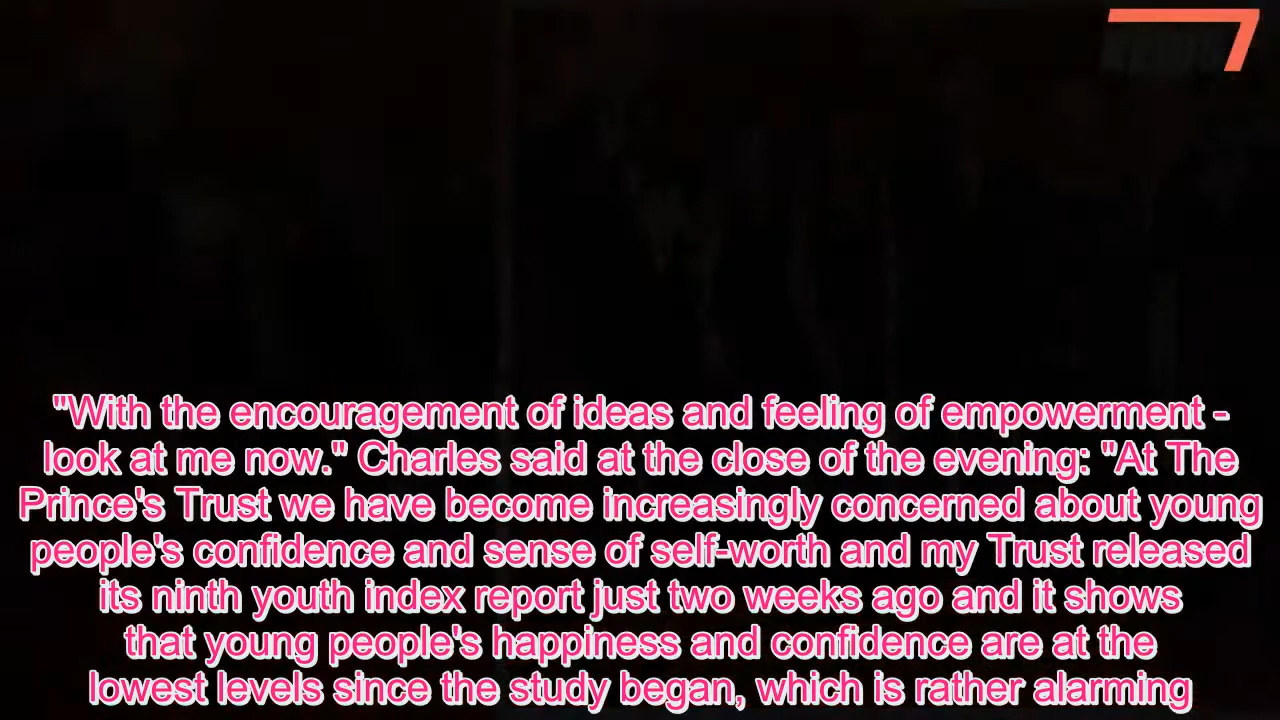 7
"With the encouragement of ideas and feeling of empowerment -
look at me now." Charles said at the close of the evening: "At The
Prince's Trust we have become increasingly concerned about young
people's confidence and sense of self-worth and my Trust released
its ninth youth index report just two weeks ago and it shows
that young people's happiness and confidence are at the
lowest levels since the study began, which is rather alarming